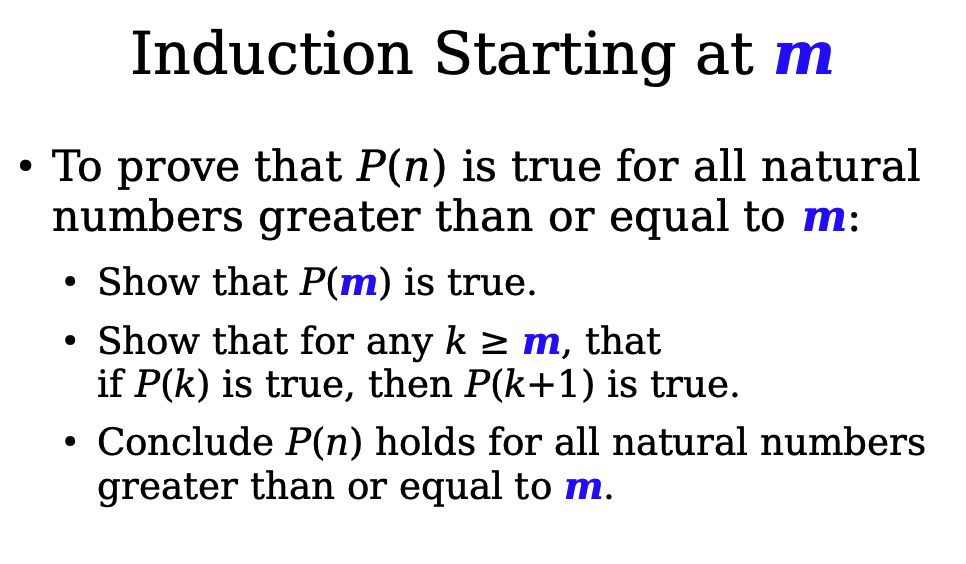 Induction Starting at m
• To prove that P(n) is true for all natural
numbers greater than or equal to m:
• Show that P(m) is true.
• Show that for any k ≥ m, that
if P(k) is true, then P(k+1) is true.
• Conclude P(n) holds for all natural numbers
greater than or equal to m.